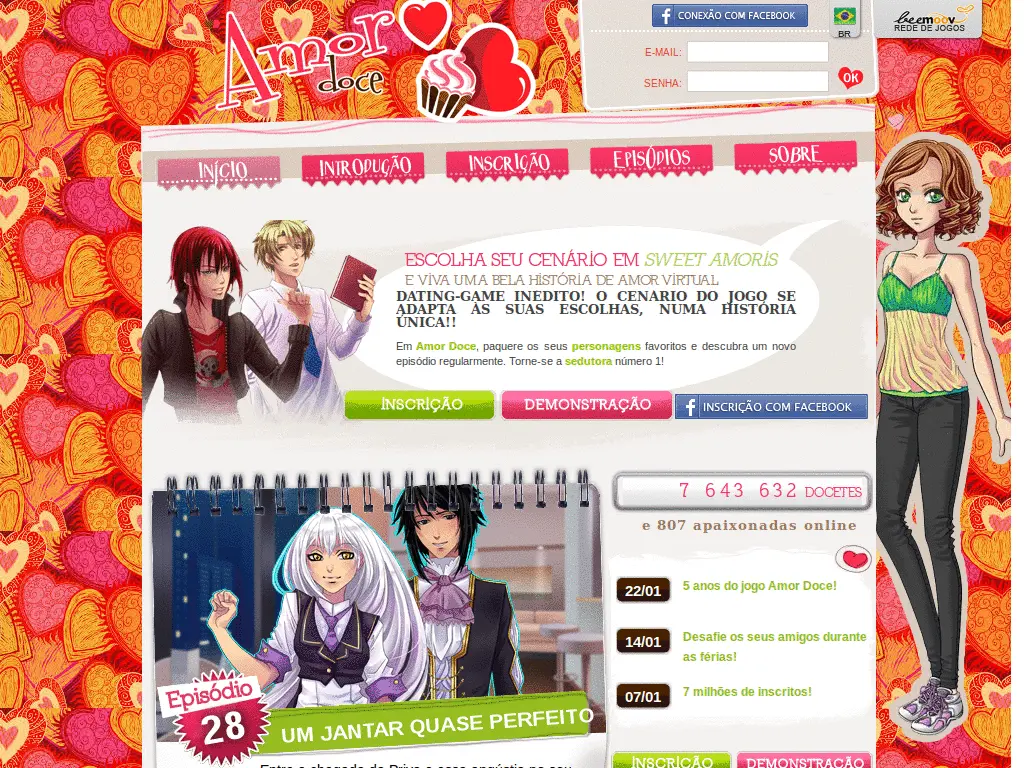 Amor doce
CONEXÃO COM FACEBOOK
BR
beemoov
REDE DE JOGOS
E-MAIL:
SENHA:
OK
INÍCIO
INTRODUÇÃO
INSCRIÇÃO
EPISÓDIOS
SOBRE
ESCOLHA SEU CENÁRIO EM SWEET AMORIS
E VIVA UMA BELA HISTÓRIA DE AMOR VIRTUAL
DATING-GAME INÉDITO! O CENÁRIO DO JOGO SE
ADAPTA ÀS SUAS ESCOLHAS, NUMA HISTÓRIA
ÚNICA!!
Em Amor Doce, paquere os seus personagens favoritos e descubra um novo
episódio regularmente. Torne-se a sedutora número 1!
INSCRIÇÃO
DEMONSTRAÇÃO
INSCRIÇÃO COM FACEBOOK
7 643 632 DOCETES
e 807 apaixonadas online
22/01
5 anos do jogo Amor Doce!
14/01
Desafie os seus amigos durante
as férias!
07/01
7 milhões de inscritos!
Episódio
28
UM JANTAR QUASE PERFEITO
INSCRIÇÃO
DEMONSTRAÇÃO